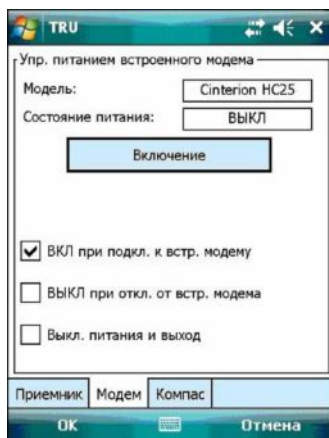 TRU
Упр. питанием встроенного модема
Модель: Cinterion HC25
Состояние питания: ВЫКЛ
Включение
ВКЛ при подкл. к встр. модему
ВЫКЛ при откл. от встр. модема
Выкл. питания и выход
Приемник Модем Компас
OK Отмена